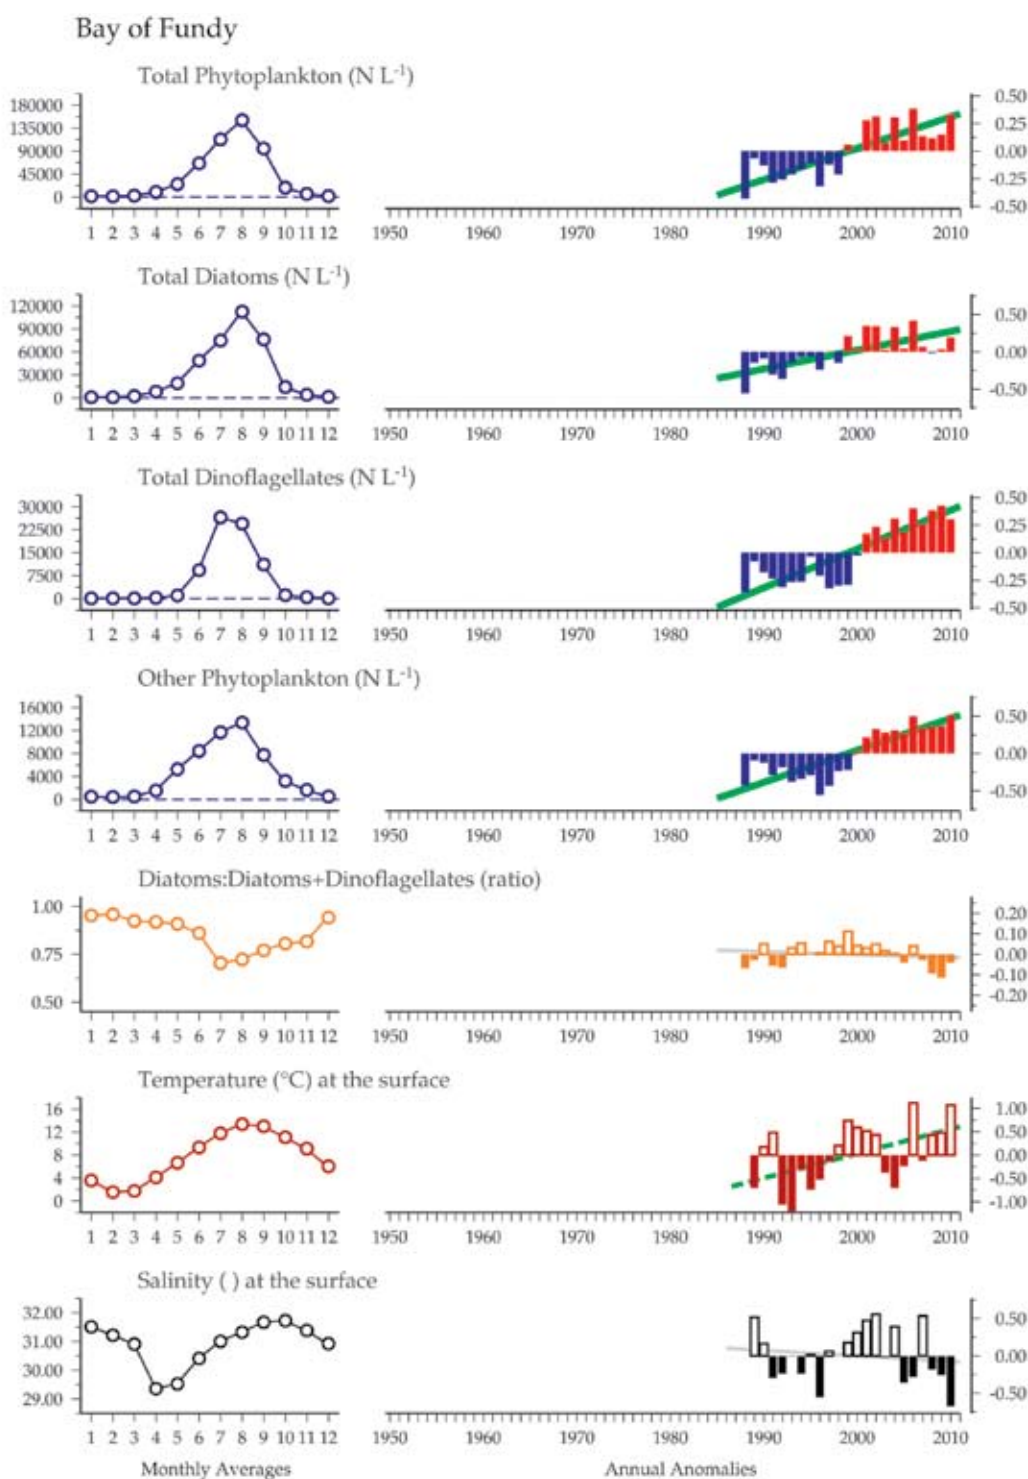 Bay of Fundy
Total Phytoplankton (N L⁻¹)
180000
135000
90000
45000
0
0.50
0.25
0.00
-0.25
-0.50
1 2 3 4 5 6 7 8 9 10 11 12
1950 1960 1970 1980 1990 2000 2010
Total Diatoms (N L⁻¹)
120000
90000
60000
30000
0
0.50
0.00
-0.50
1 2 3 4 5 6 7 8 9 10 11 12
1950 1960 1970 1980 1990 2000 2010
Total Dinoflagellates (N L⁻¹)
30000
22500
15000
7500
0
0.50
0.25
0.00
-0.25
-0.50
1 2 3 4 5 6 7 8 9 10 11 12
1950 1960 1970 1980 1990 2000 2010
Other Phytoplankton (N L⁻¹)
16000
12000
8000
4000
0
0.50
0.00
-0.50
1 2 3 4 5 6 7 8 9 10 11 12
1950 1960 1970 1980 1990 2000 2010
Diatoms:Diatoms+Dinoflagellates (ratio)
1.00
0.75
0.50
0.20
0.10
0.00
-0.10
-0.20
1 2 3 4 5 6 7 8 9 10 11 12
1950 1960 1970 1980 1990 2000 2010
Temperature (°C) at the surface
16
12
8
4
0
1.00
0.50
0.00
-0.50
-1.00
1 2 3 4 5 6 7 8 9 10 11 12
1950 1960 1970 1980 1990 2000 2010
Salinity ( ) at the surface
32.00
31.00
30.00
29.00
0.50
0.00
-0.50
1 2 3 4 5 6 7 8 9 10 11 12
1950 1960 1970 1980 1990 2000 2010
Monthly Averages
Annual Anomalies